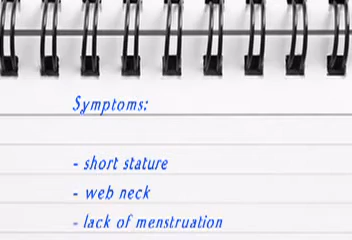 Symptoms:
- short stature
- web neck
- lack of menstruation